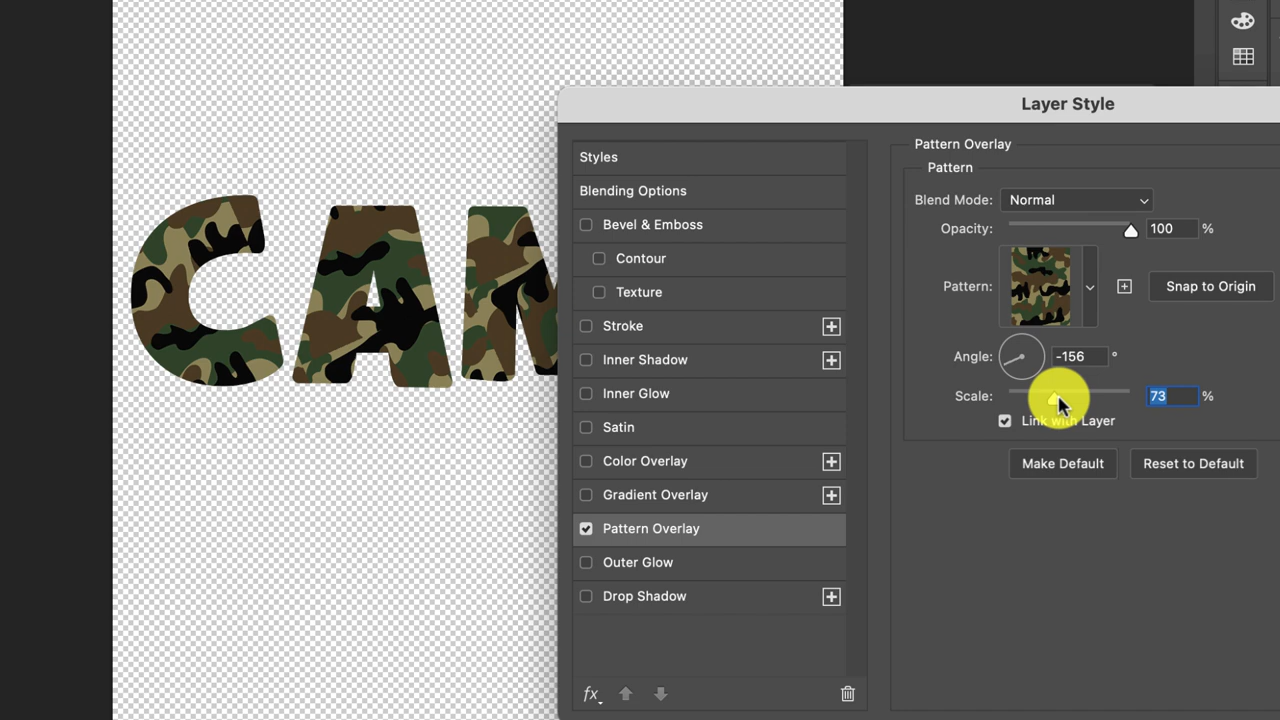 CAM
Layer Style
Styles
Blending Options
Bevel & Emboss
Contour
Texture
Stroke
Inner Shadow
Inner Glow
Satin
Color Overlay
Gradient Overlay
Pattern Overlay
Outer Glow
Drop Shadow
fx
Pattern Overlay
Pattern
Blend Mode: Normal
Opacity: 100 %
Pattern: Snap to Origin
Angle: -156 °
Scale: 73 %
Link with Layer
Make Default Reset to Default